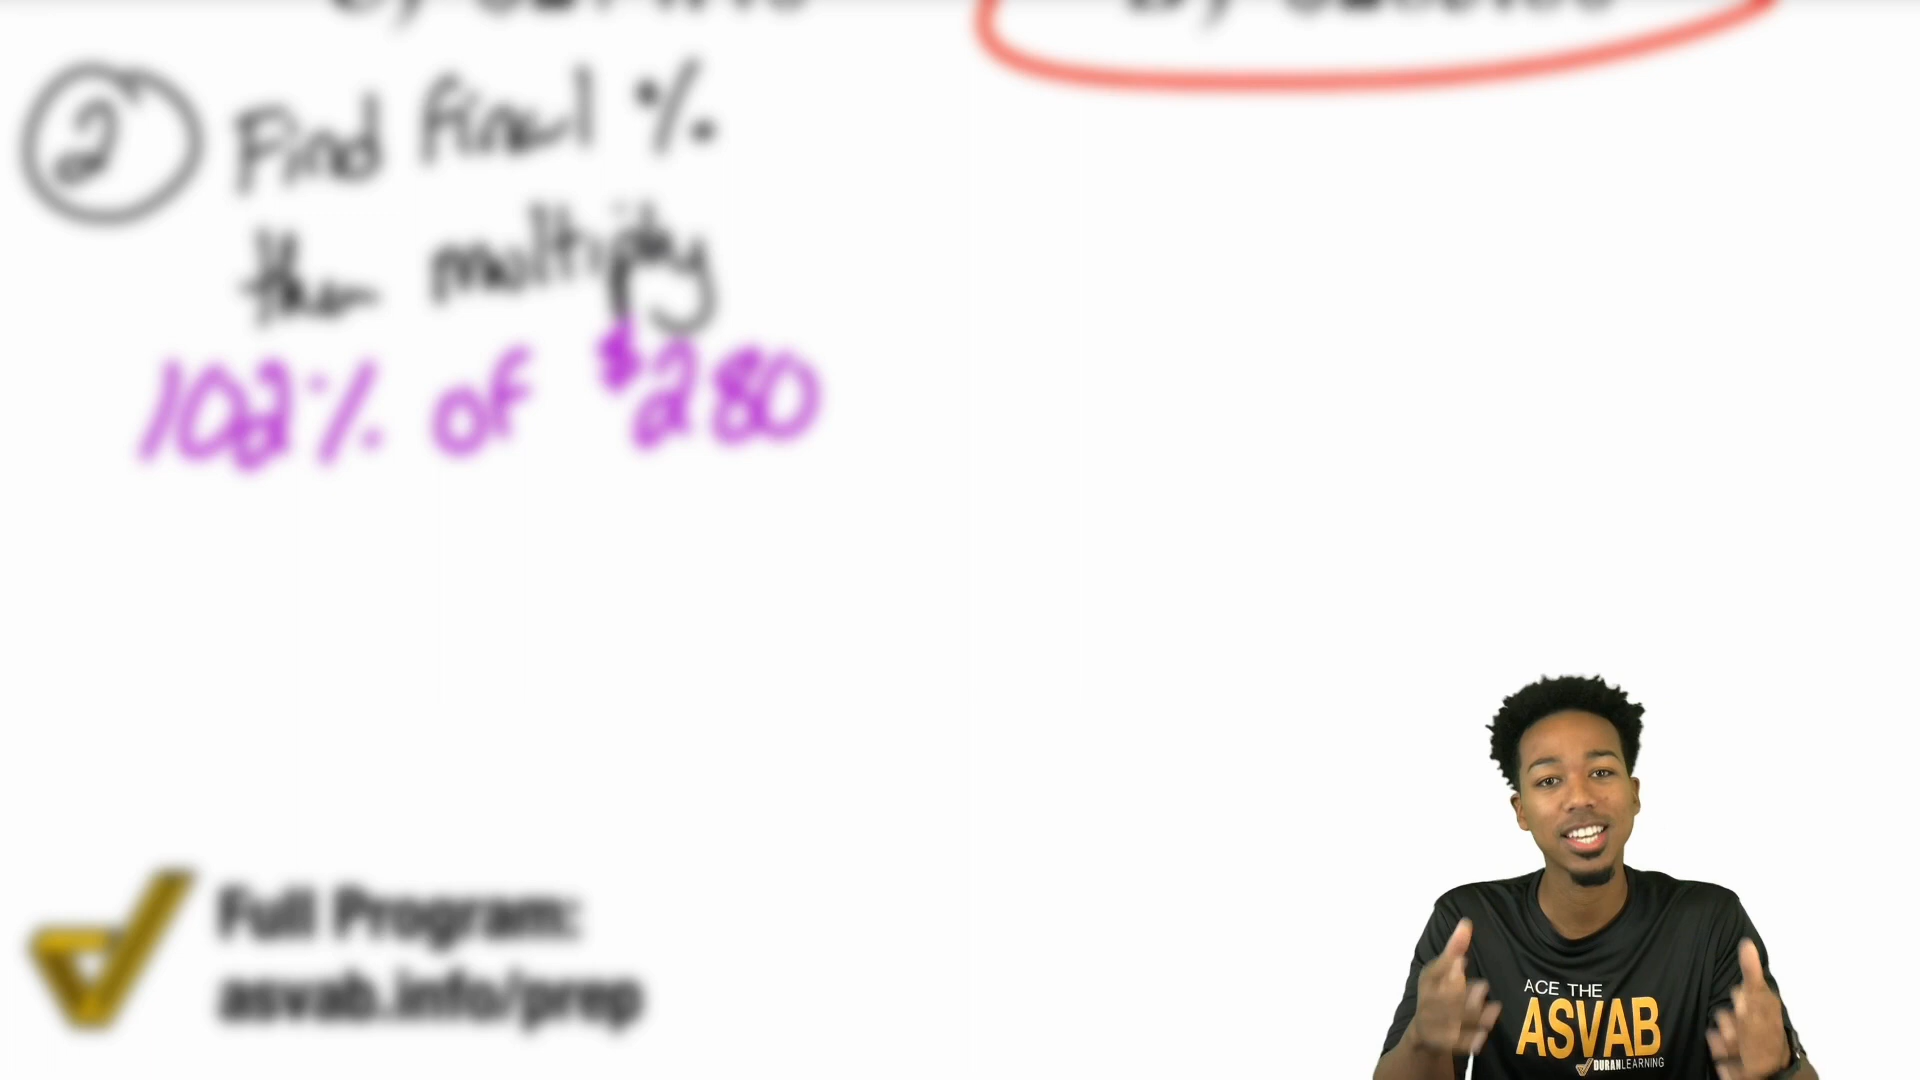 2 Find final %
then multiply
102% of $280
Full Program:
asvab.info/prep
ACE THE
ASVAB
DURANLEARNING